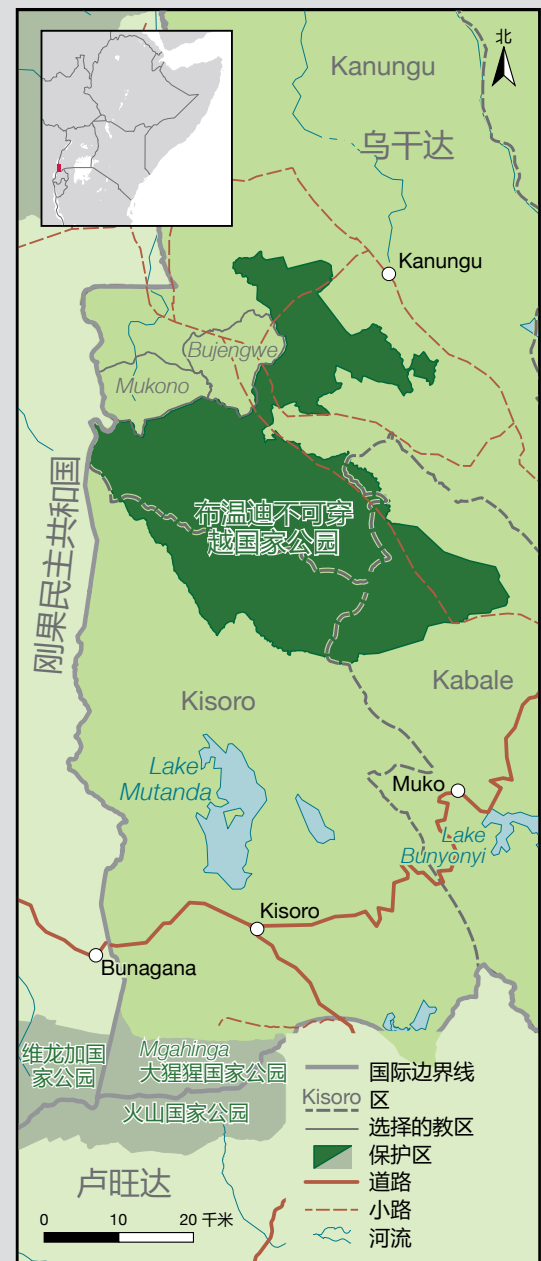 北
Kanungu
乌干达
Kanungu
Bujengwe
Mukono
刚果民主共和国
布温迪不可穿
越国家公园
Kisoro
Kabale
Lake
Mutanda
Muko
Lake
Bunyonyi
Kisoro
Bunagana
维龙加国
家公园
Mgahinga
大猩猩国家公园
火山国家公园
卢旺达
0 10 20 千米
国际边界线
Kisoro 区
选择的教区
保护区
道路
小路
河流